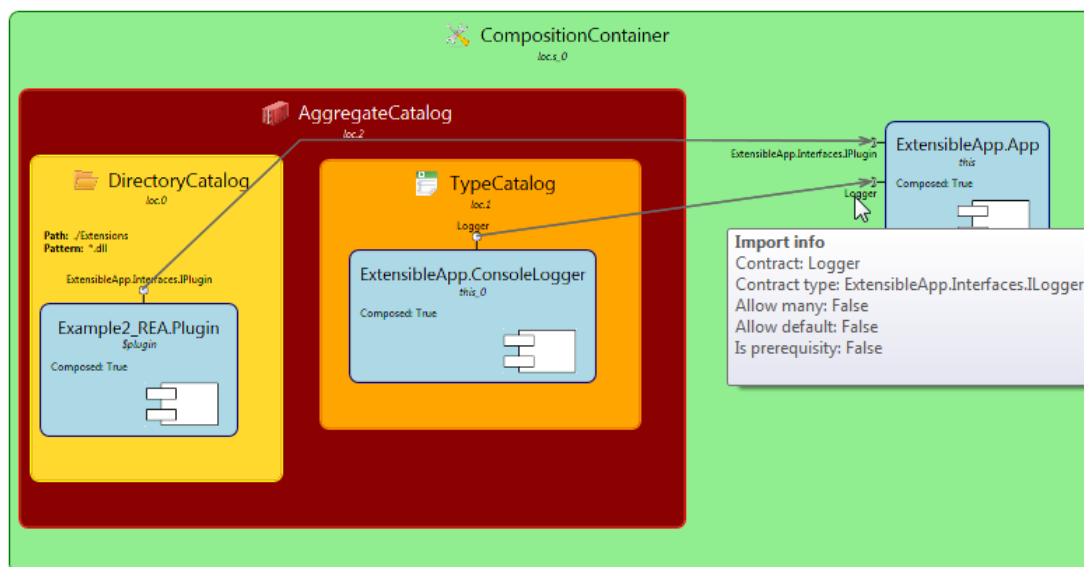 CompositionContainer
loc.s_0
AggregateCatalog
loc.2
DirectoryCatalog
loc.0
Path: ./Extensions
Pattern: *.dll
ExtensibleApp.Interfaces.IPlugin
Example2_REA.Plugin
$plugin
Composed: True
TypeCatalog
loc.1
Logger
ExtensibleApp.ConsoleLogger
this_0
Composed: True
ExtensibleApp.Interfaces.IPlugin
Logger
ExtensibleApp.App
this
Composed: True
Import info
Contract: Logger
Contract type: ExtensibleApp.Interfaces.ILogger
Allow many: False
Allow default: False
Is prerequisity: False